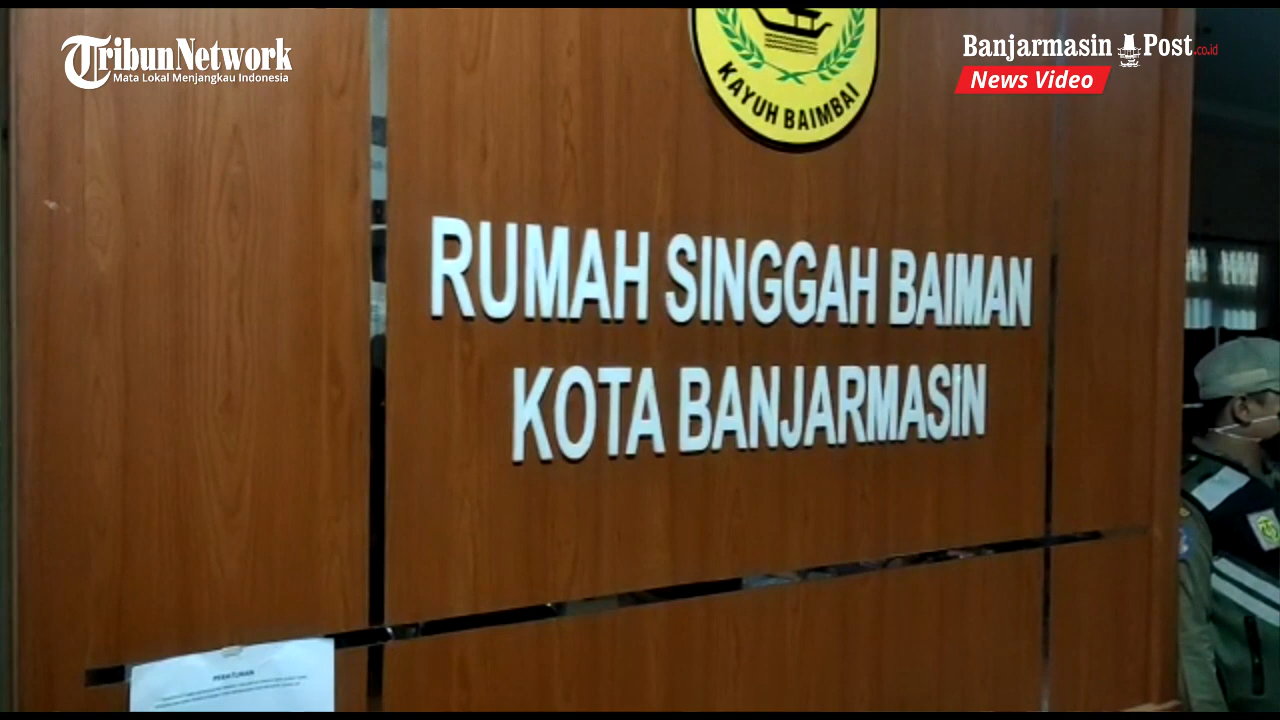 TribunNetwork
Mata Lokal Menjangkau Indonesia
Banjarmasin Post.co.id
News Video
KAYUH BAIMBAI
RUMAH SINGGAH BAIMAN
KOTA BANJARMASIN
PERATURAN